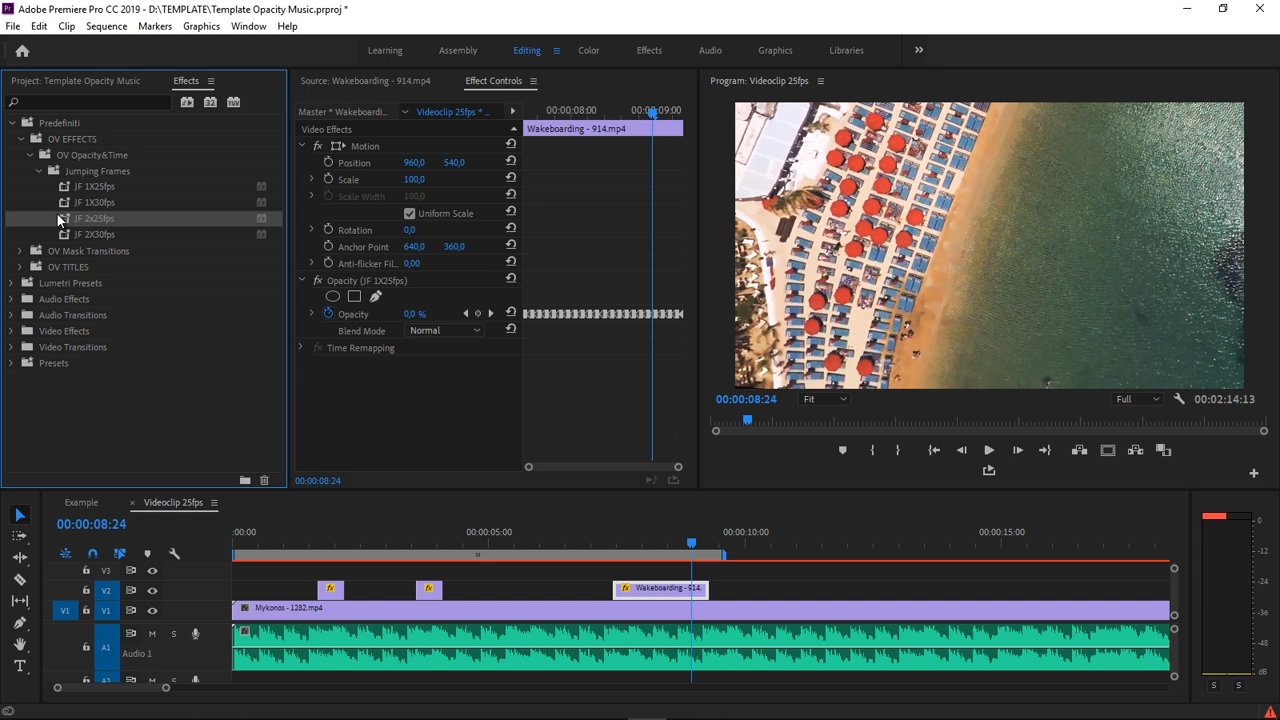 Adobe Premiere Pro CC 2019 - D:\TEMPLATE\Template Opacity Music.prproj *
File Edit Clip Sequence Markers Graphics Window Help
Learning Assembly Editing Color Effects Audio Graphics Libraries
Project: Template Opacity Music Effects
Predefiniti
OV EFFECTS
OV Opacity&Time
Jumping Frames
JF 1X25fps
JF 1X30fps
JF 2x25fps
JF 2X30fps
OV Mask Transitions
OV TITLES
Lumetri Presets
Audio Effects
Audio Transitions
Video Effects
Video Transitions
Presets
Source: Wakeboarding - 914.mp4 Effect Controls
Master * Wakeboardi... Videoclip 25fps * ... 00:00:08:00 00:00:09:00
Video Effects Wakeboarding - 914.mp4
fx Motion
Position 960,0 540,0
Scale 100,0
Scale Width 100,0
Uniform Scale
Rotation 0,0
Anchor Point 640,0 360,0
Anti-flicker Fil... 0,00
fx Opacity (JF 1X25fps)
Opacity 0,0 %
Blend Mode Normal
fx Time Remapping
00:00:08:24
Program: Videoclip 25fps
00:00:08:24 Fit Full 00:02:14:13
Example × Videoclip 25fps
00:00:08:24
:00:00 00:00:05:00 00:00:10:00 00:00:15:00
V3
V2 fx fx fx Wakeboarding - 914.
V1 V1 fx Mykonos - 1282.mp4
A1 M S
Audio 1
0
-12
-24
-36
-48
dB
S S